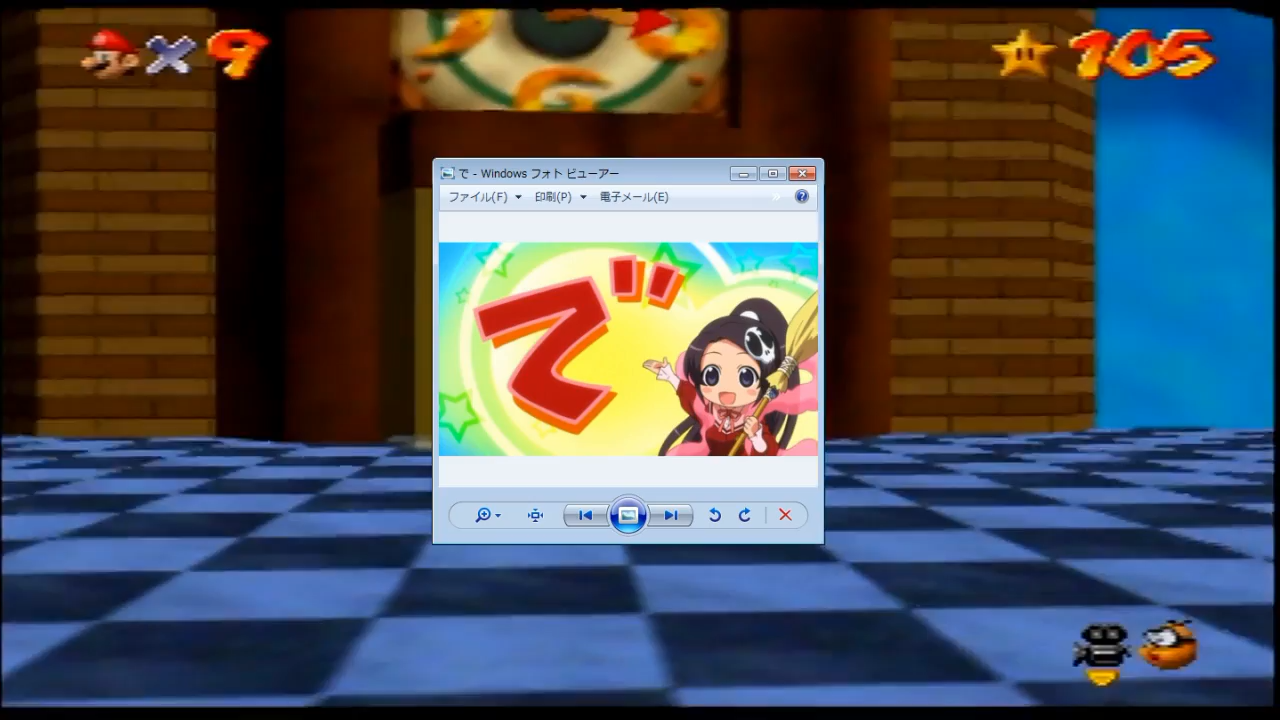 × 9
105
で - Windows フォト ビューアー
ファイル(F) 印刷(P) 電子メール(E) » ?
で